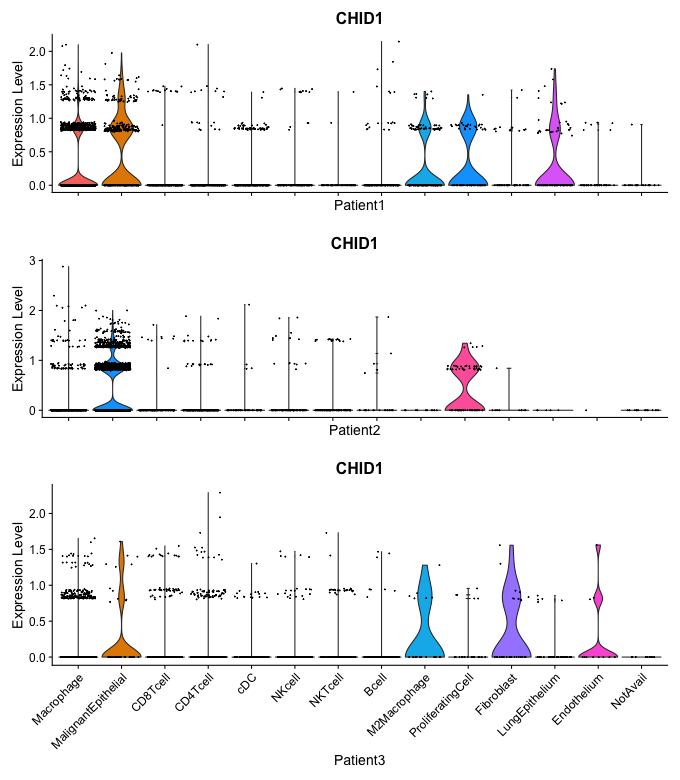 CHID1
Expression Level
2.0
1.5
1.0
0.5
0.0
Patient1
CHID1
Expression Level
3
2
1
0
Patient2
CHID1
Expression Level
2.0
1.5
1.0
0.5
0.0
Macrophage
MalignantEpithelial
CD8Tcell
CD4Tcell
cDC
NKcell
NKTcell
Bcell
M2Macrophage
ProliferatingCell
Fibroblast
LungEpithelium
Endothelium
NotAvail
Patient3